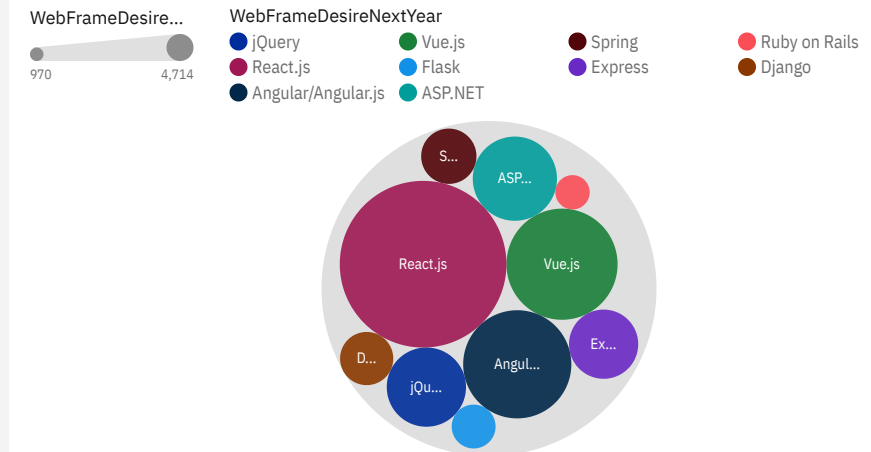 WebFrameDesire...
970 4,714
WebFrameDesireNextYear
jQuery Vue.js Spring Ruby on Rails
React.js Flask Express Django
Angular/Angular.js ASP.NET
S...
ASP...
React.js
Vue.js
Ex...
D...
Angul...
jQu...